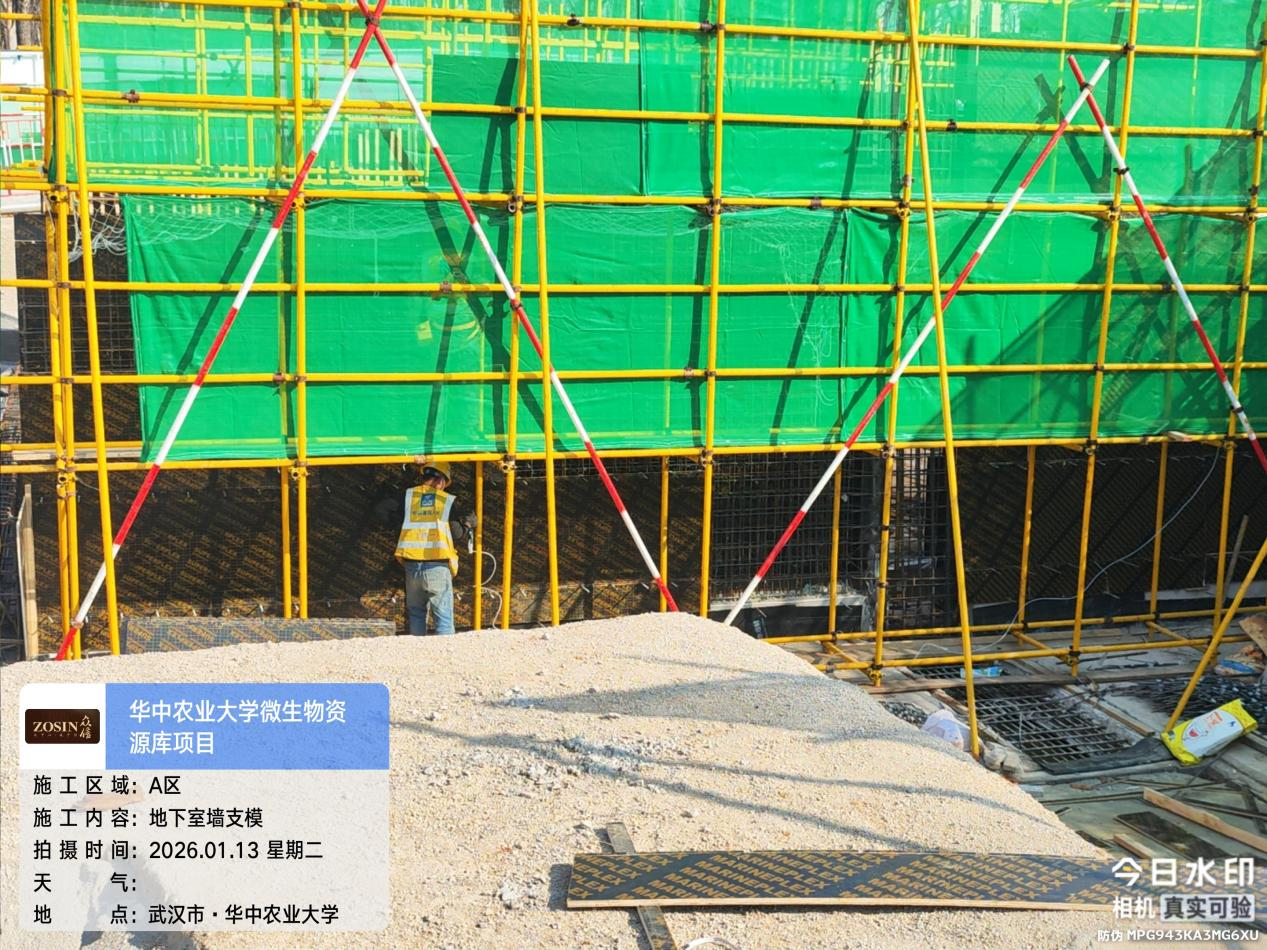 ZOSIN 众信
华中农业大学微生物资
源库项目
施工区域：A区
施工内容：地下室墙支模
拍摄时间：2026.01.13 星期二
天气：
地点：武汉市·华中农业大学
今日水印
相机 真实可验
防伪 MPG943KA3MG6XU